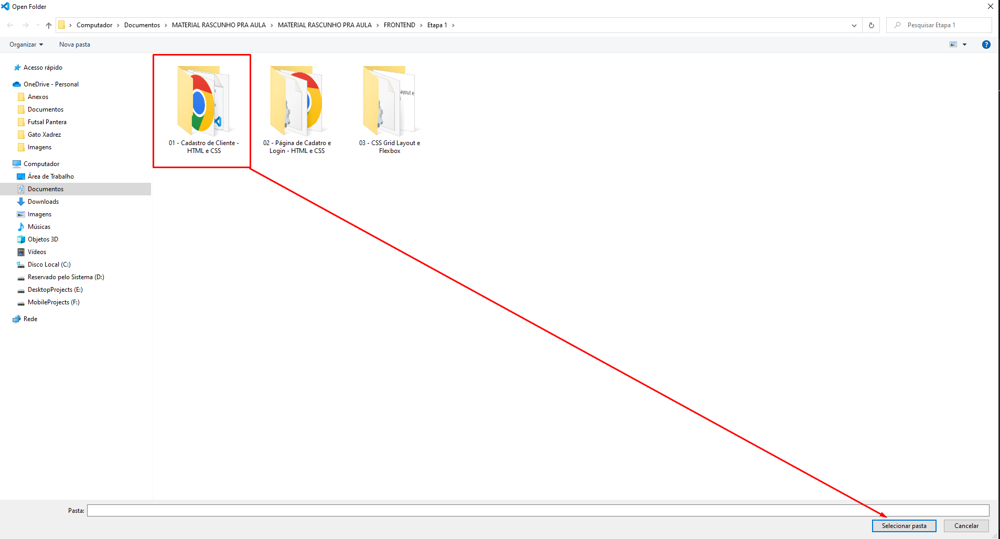 Open Folder
Computador
Documentos
MATERIAL RASCUNHO PRA AULA
MATERIAL RASCUNHO PRA AULA
FRONTEND
Etapa 1
Pesquisar Etapa 1
Organizar
Nova pasta
?
Acesso rápido
OneDrive - Personal
Anexos
Documentos
Futsal Pantera
Gato Xadrez
Imagens
Computador
Área de Trabalho
Documentos
Downloads
Imagens
Músicas
Objetos 3D
Vídeos
Disco Local (C:)
Reservado pelo Sistema (D:)
DesktopProjects (E:)
MobileProjects (F:)
Rede
01 - Cadastro de Cliente -
HTML e CSS
02 - Página de Cadatro e
Login - HTML e CSS
ayout e
x
03 - CSS Grid Layout e
Flexbox
Pasta:
Selecionar pasta
Cancelar